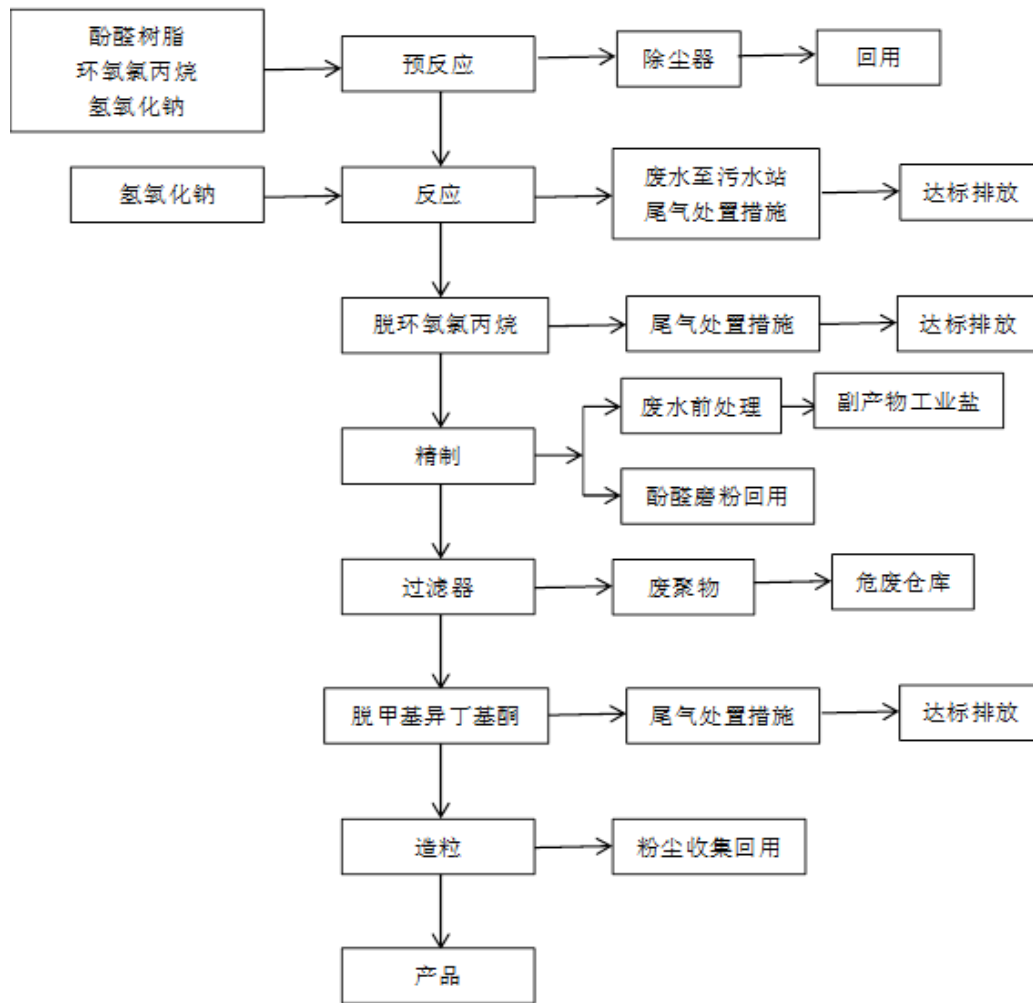 酚醛树脂
环氧氯丙烷
氢氧化钠
预反应
除尘器
回用
氢氧化钠
反应
废水至污水站
尾气处置措施
达标排放
脱环氧氯丙烷
尾气处置措施
达标排放
精制
废水前处理
副产物工业盐
酚醛磨粉回用
过滤器
废聚物
危废仓库
脱甲基异丁基酮
尾气处置措施
达标排放
造粒
粉尘收集回用
产品